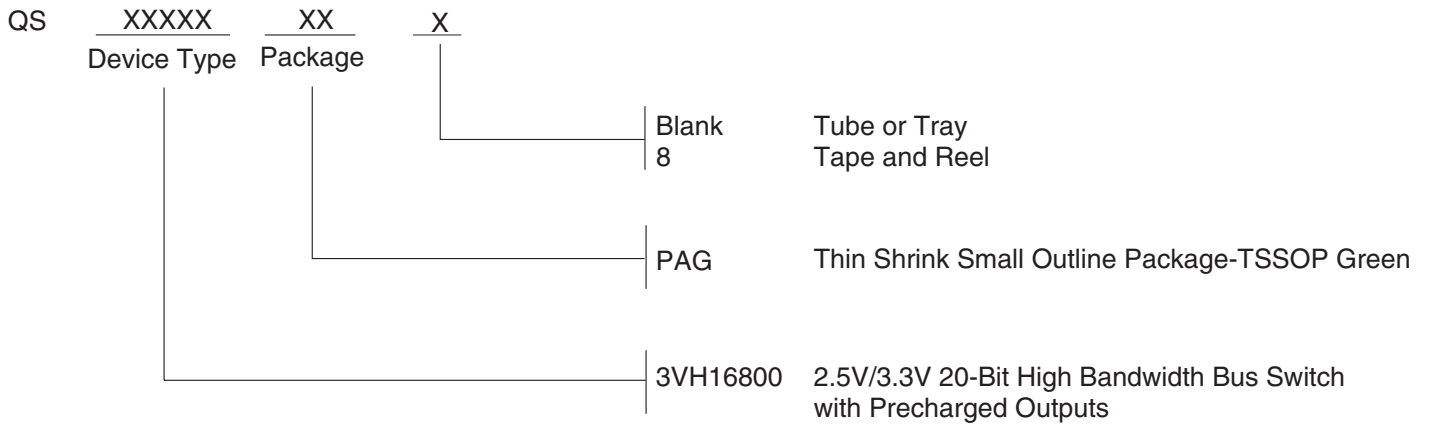 QS XXXXX XX X
Device Type Package
Blank Tube or Tray
8 Tape and Reel
PAG Thin Shrink Small Outline Package-TSSOP Green
3VH16800 2.5V/3.3V 20-Bit High Bandwidth Bus Switch
with Precharged Outputs